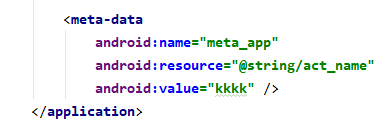 <meta-data
android:name="meta_app"
android:resource="@string/act_name"
android:value="kkkk" />
</application>